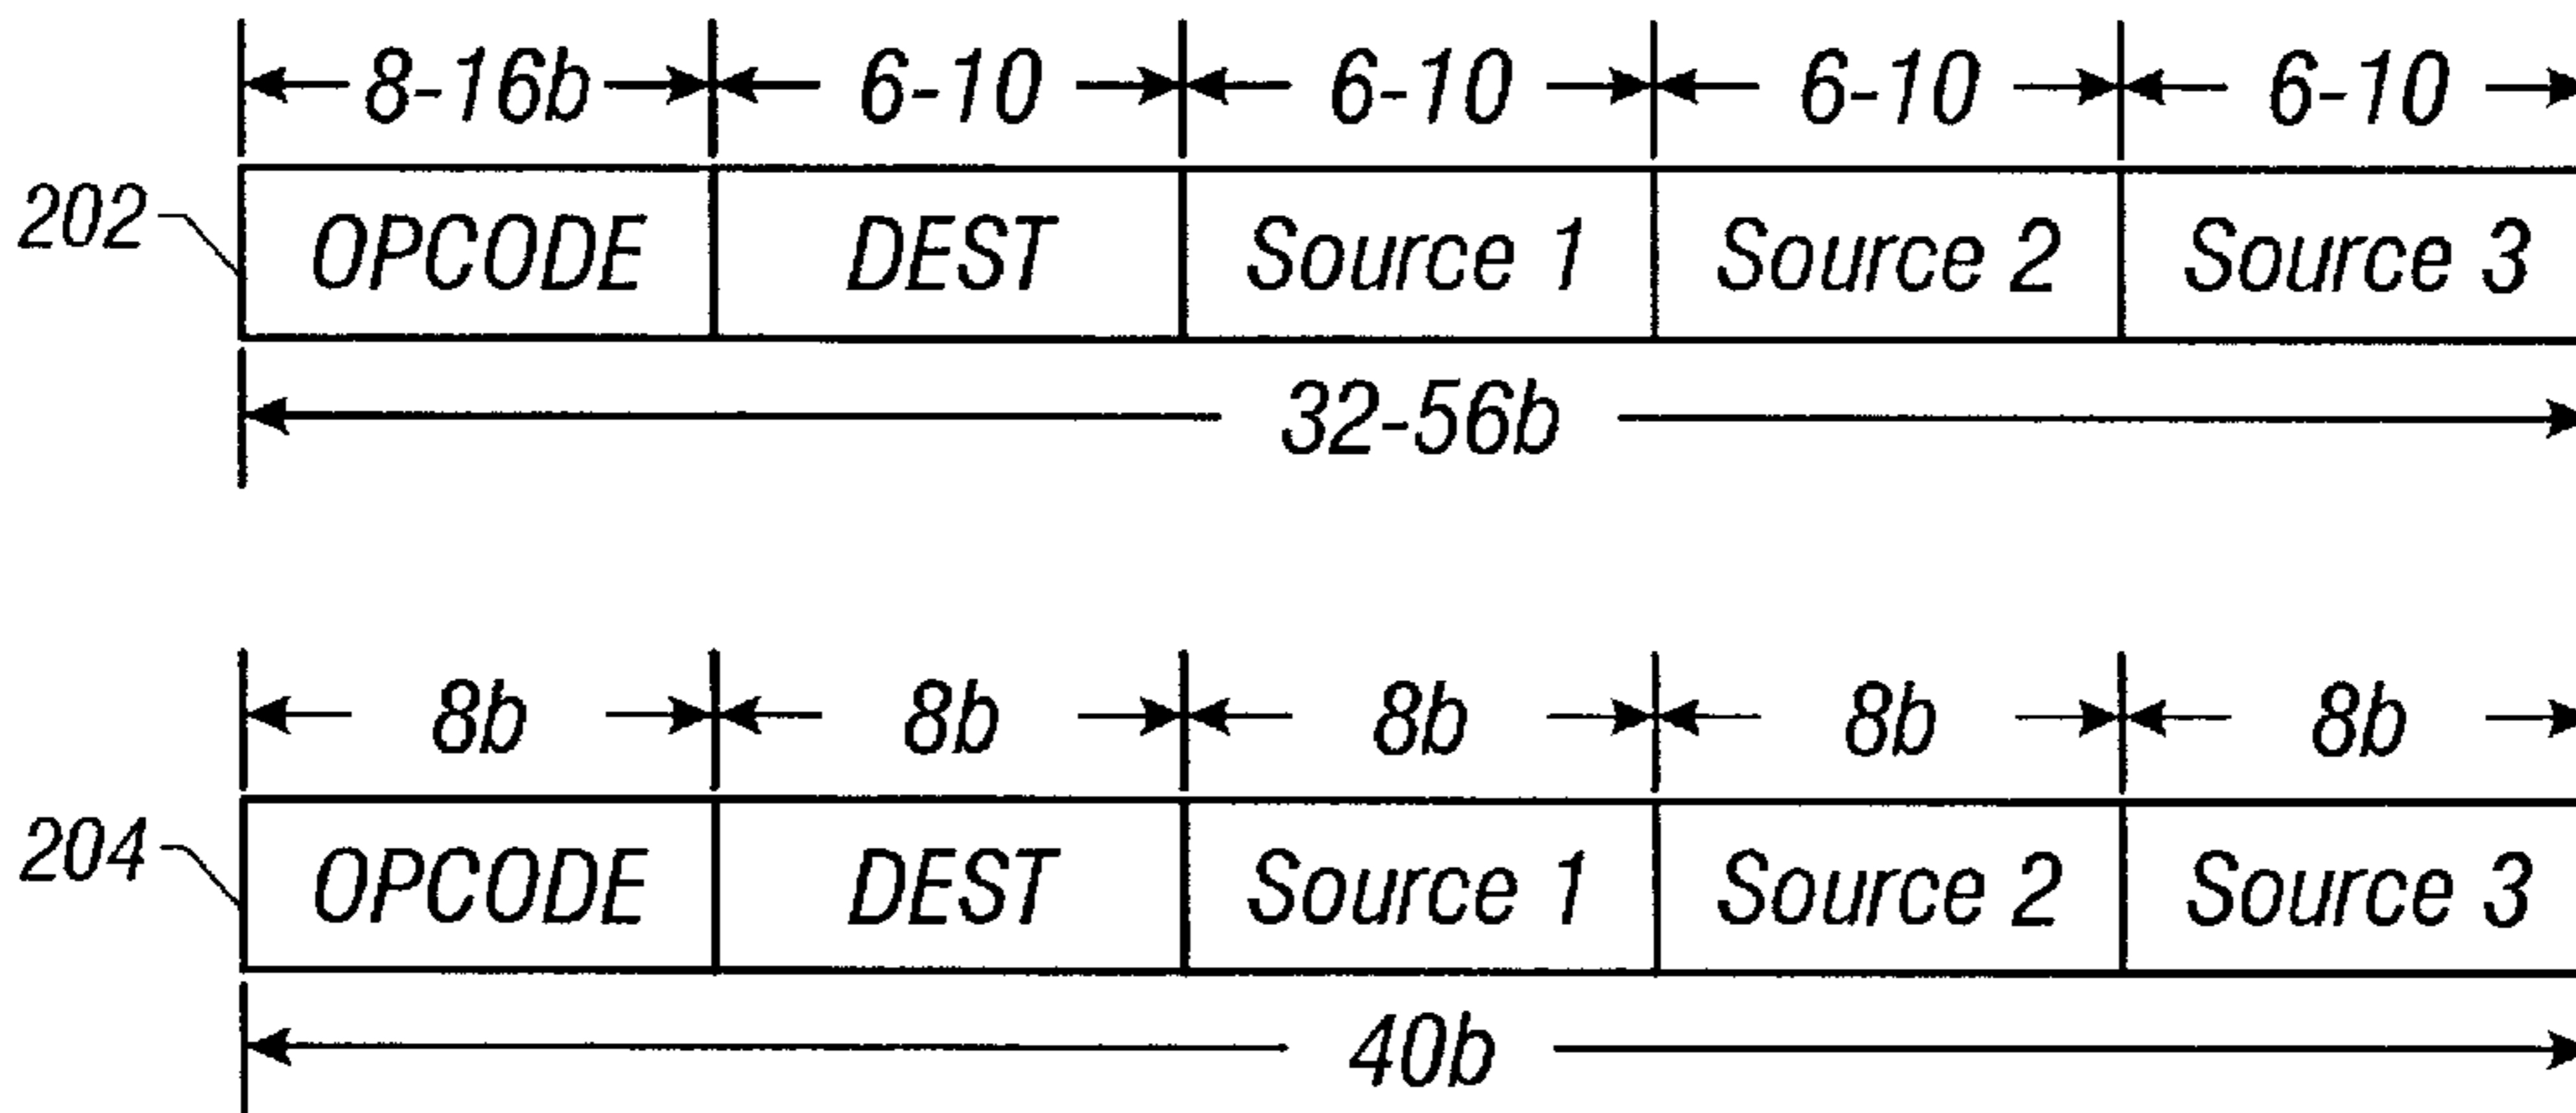 8-16b 6-10 6-10 6-10 6-10
202 OPCODE DEST Source 1 Source 2 Source 3
32-56b
8b 8b 8b 8b 8b
204 OPCODE DEST Source 1 Source 2 Source 3
40b